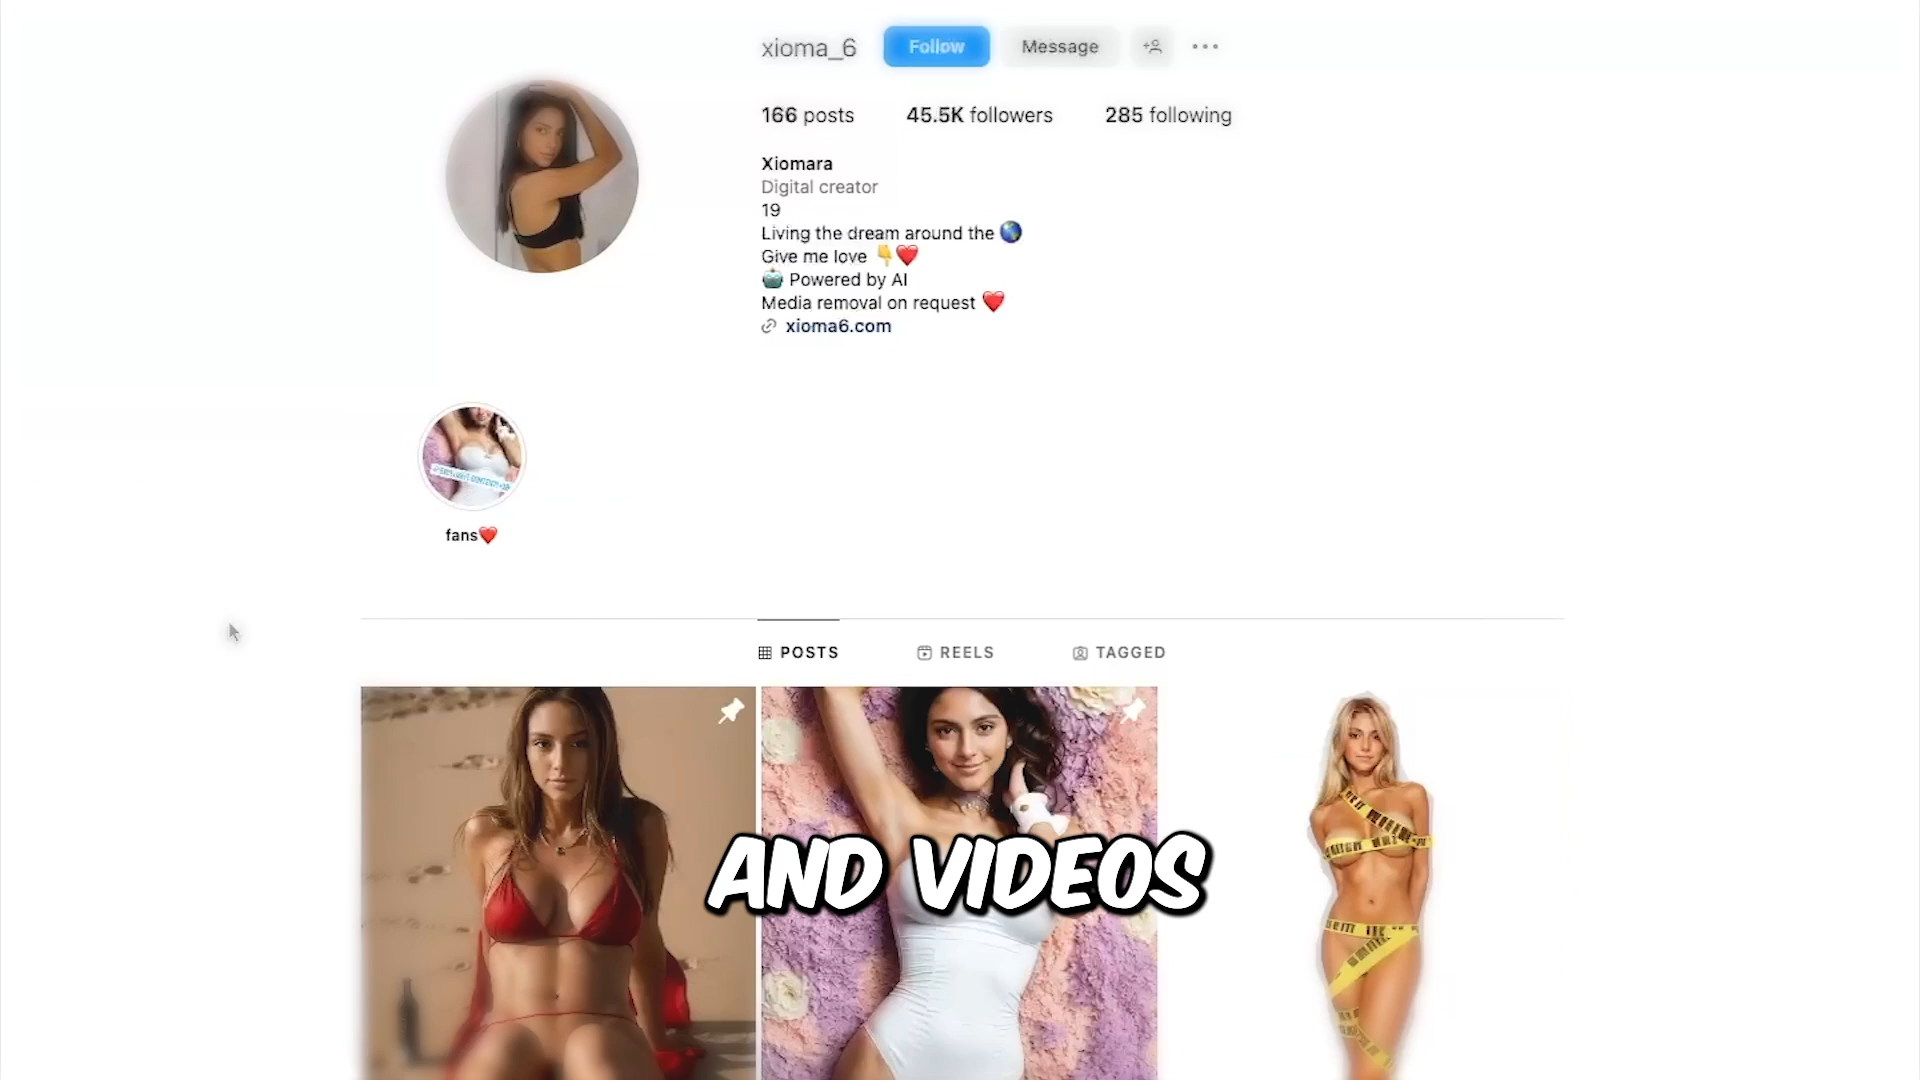 xioma_6
Follow
Message
166 posts
45.5K followers
285 following
Xiomara
Digital creator
19
Living the dream around the 🌎
Give me love 👇❤️
🤖 Powered by AI
Media removal on request ❤️
xioma6.com
fans❤️
POSTS
REELS
TAGGED
AND VIDEOS